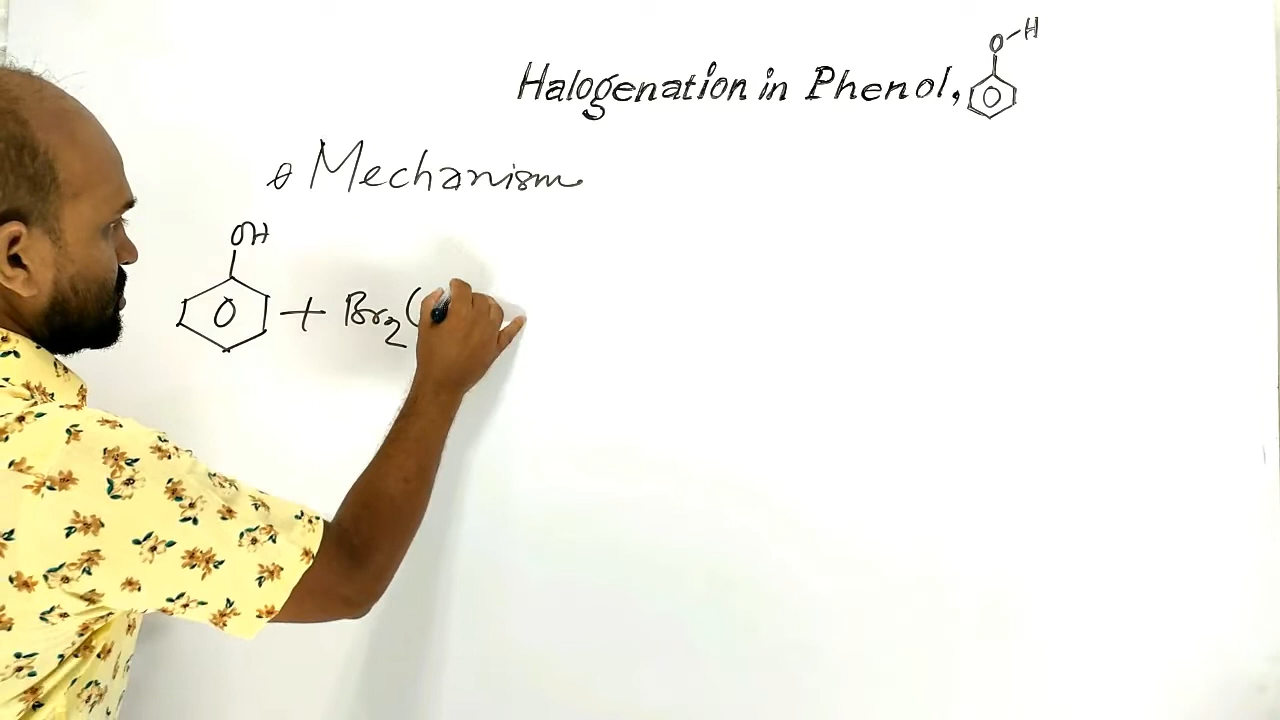 Halogenation in Phenol, O-H
Mechanism
OH
+ Br2(